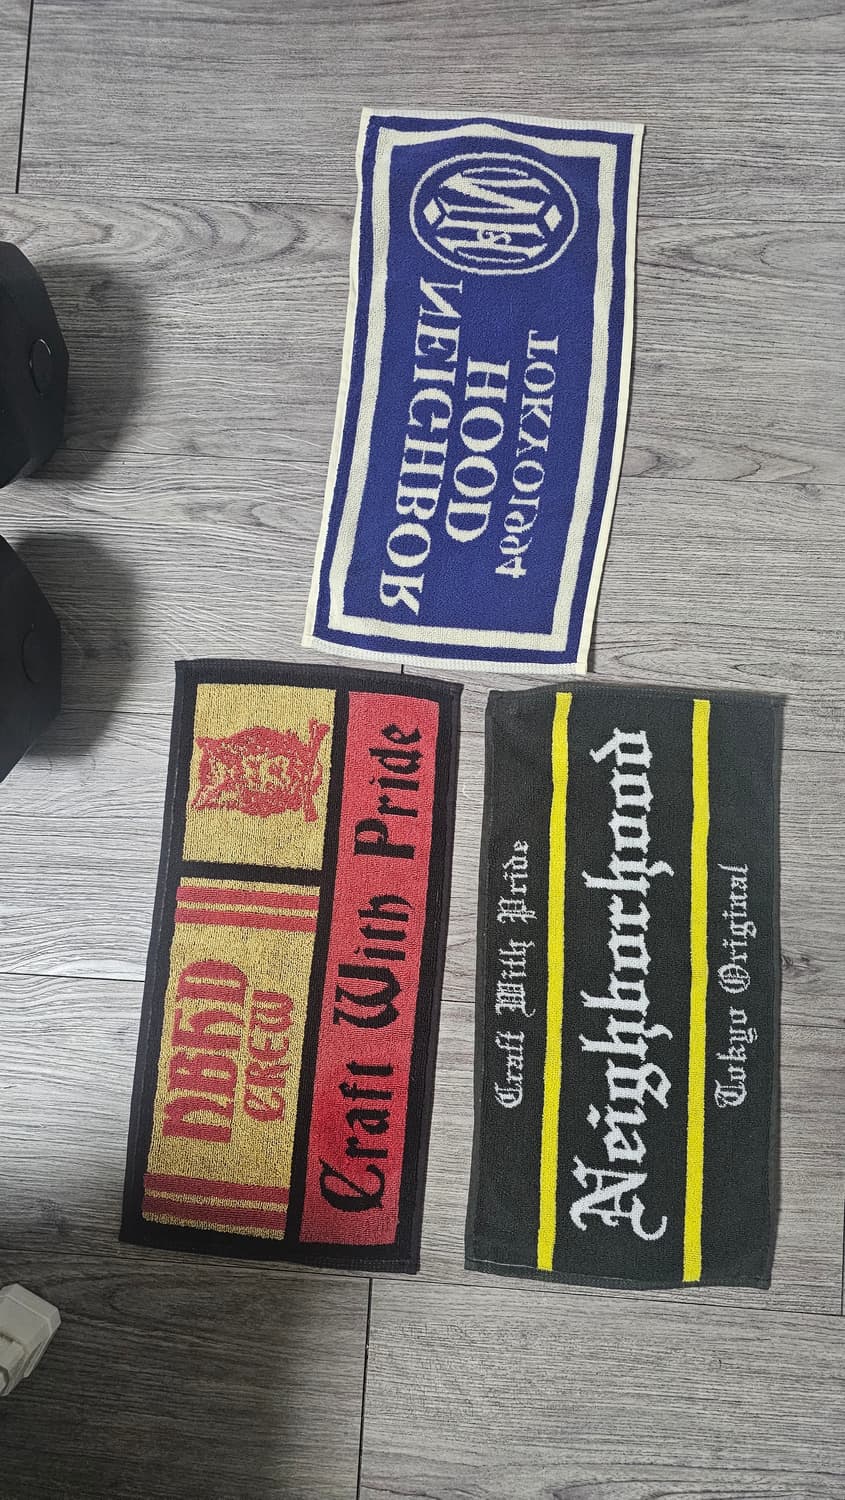 NEIGHBOR
HOOD
TOKYO1994
NBHD
CREW
Craft With Pride
Craft With Pride
Neighborhood
Tokyo Original